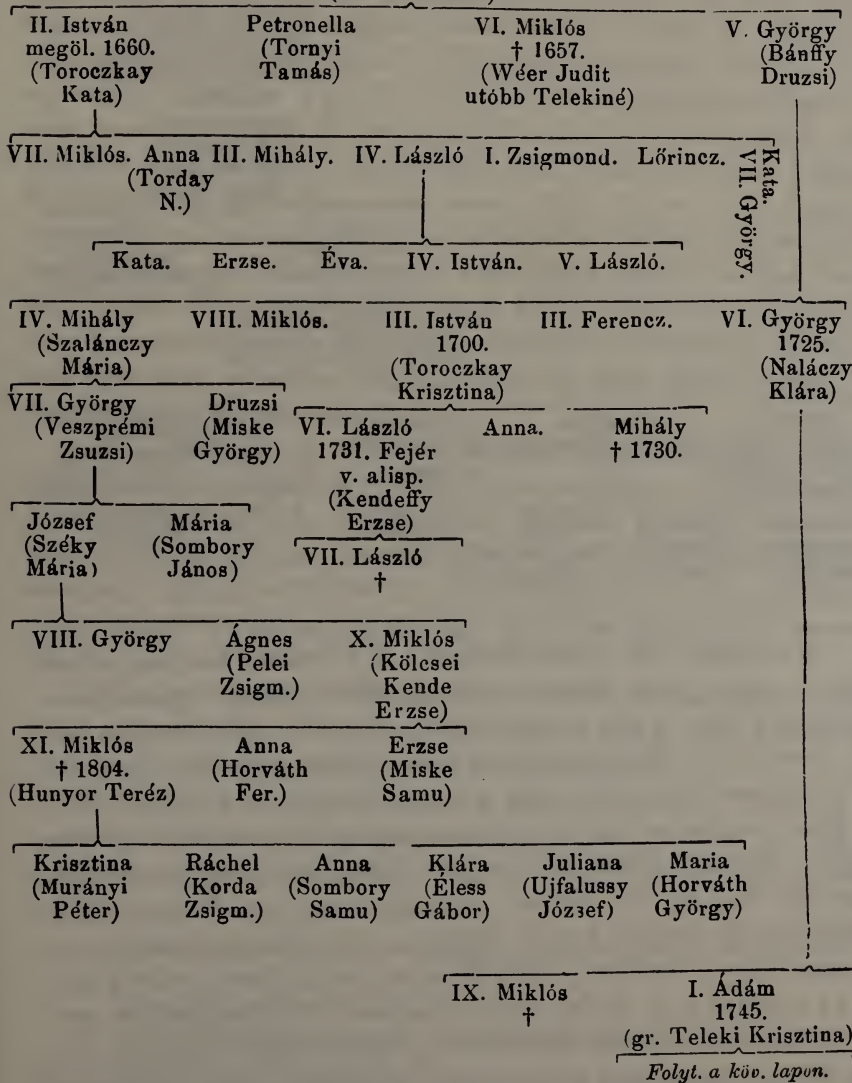 II. István Petronella VI. Miklós V. György
megöl. 1660. (Tornyi † 1657. (Bánffy
(Toroczkay Tamás) (Wéer Judit Druzsi)
Kata) utóbb Telekiné)
VII. Miklós. Anna III. Mihály. IV. László I. Zsigmond. Lőrincz. Kata.
VII. György.
(Torday
N.)
Kata. Erzse. Éva. IV. István. V. László.
IV. Mihály VIII. Miklós. III. István III. Ferencz. VI. György
(Szalánczy 1700. 1725.
Mária) (Toroczkay (Naláczy
Krisztina) Klára)
VII. György Druzsi
(Veszprémi (Miske VI. László Anna. Mihály
Zsuzsi) György) 1731. Fejér † 1730.
v. alisp.
(Kendeffy
József Mária Erzse)
(Széky (Sombory VII. László
Mária) János) †
VIII. György Ágnes X. Miklós
(Pelei (Kölcsei
Zsigm.) Kende
Erzse)
XI. Miklós Anna Erzse
† 1804. (Horváth (Miske
(Hunyor Teréz) Fer.) Samu)
Krisztina Ráchel Anna Klára Juliana Maria
(Murányi (Korda (Sombory (Éless (Ujfalussy (Horváth
Péter) Zsigm.) Samu) Gábor) József) György)
IX. Miklós I. Ádám
† 1745.
(gr. Teleki Krisztina)
Folyt. a köv. lapon.